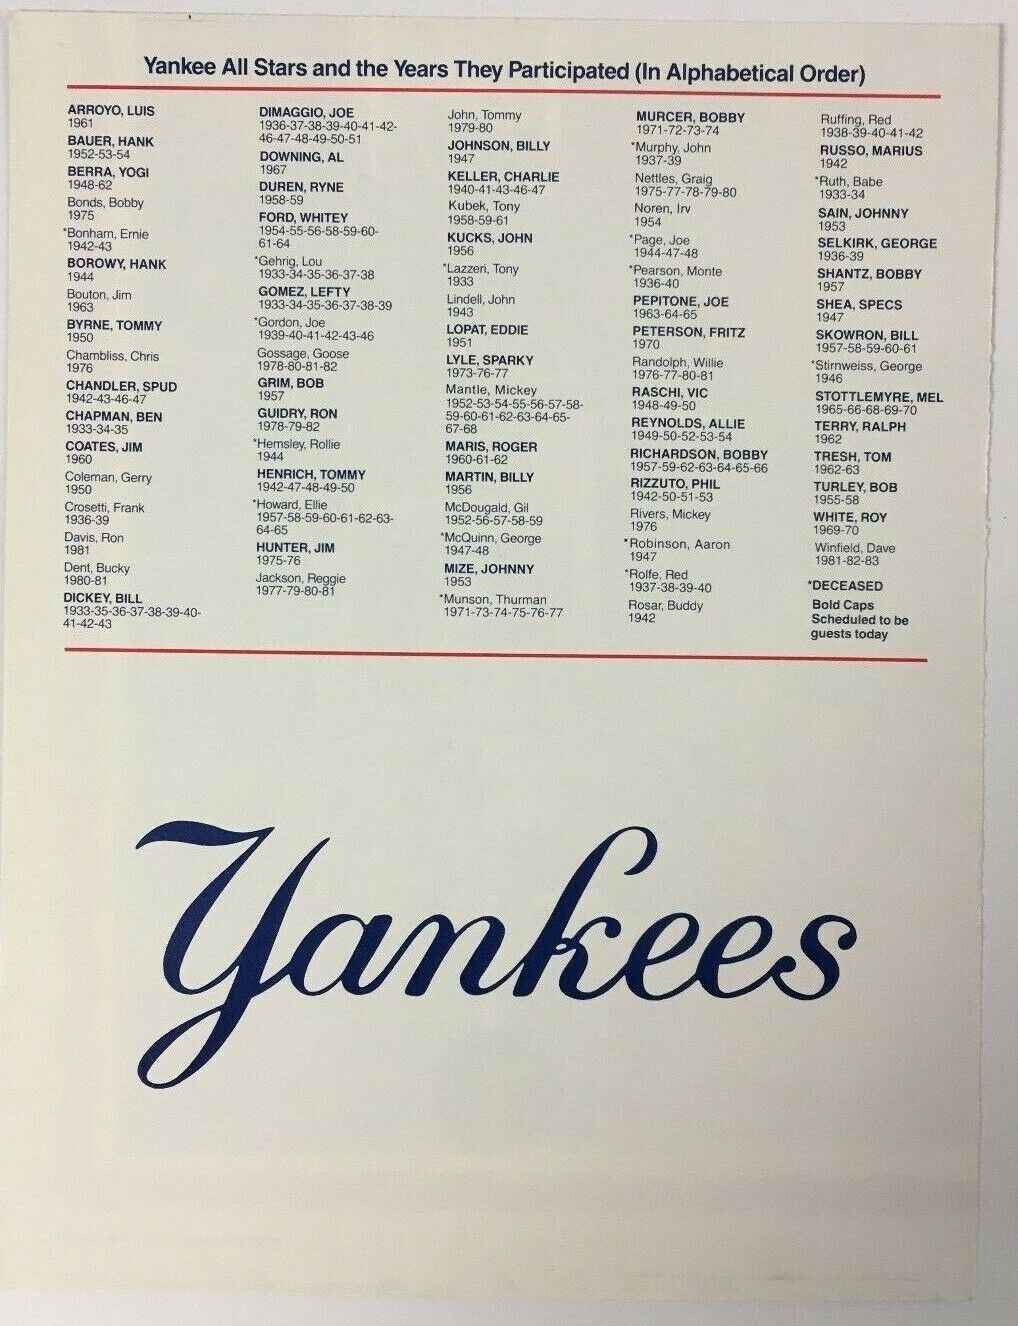 Yankee All Stars and the Years They Participated (In Alphabetical Order)
ARROYO, LUIS
1961
BAUER, HANK
1952-53-54
BERRA, YOGI
1948-62
Bonds, Bobby
1975
*Bonham, Ernie
1942-43
BOROWY, HANK
1944
Bouton, Jim
1963
BYRNE, TOMMY
1950
Chambliss, Chris
1976
CHANDLER, SPUD
1942-43-46-47
CHAPMAN, BEN
1933-34-35
COATES, JIM
1960
Coleman, Gerry
1950
Crosetti, Frank
1936-39
Davis, Ron
1981
Dent, Bucky
1980-81
DICKEY, BILL
1933-35-36-37-38-39-40-
41-42-43
DIMAGGIO, JOE
1936-37-38-39-40-41-42-
46-47-48-49-50-51
DOWNING, AL
1967
DUREN, RYNE
1958-59
FORD, WHITEY
1954-55-56-58-59-60-
61-64
*Gehrig, Lou
1933-34-35-36-37-38
GOMEZ, LEFTY
1933-34-35-36-37-38-39
*Gordon, Joe
1939-40-41-42-43-46
Gossage, Goose
1978-80-81-82
GRIM, BOB
1957
GUIDRY, RON
1978-79-82
*Hemsley, Rollie
1944
HENRICH, TOMMY
1942-47-48-49-50
*Howard, Ellie
1957-58-59-60-61-62-63-
64-65
HUNTER, JIM
1975-76
Jackson, Reggie
1977-79-80-81
John, Tommy
1979-80
JOHNSON, BILLY
1947
KELLER, CHARLIE
1940-41-43-46-47
Kubek, Tony
1958-59-61
KUCKS, JOHN
1956
*Lazzeri, Tony
1933
Lindell, John
1943
LOPAT, EDDIE
1951
LYLE, SPARKY
1973-76-77
Mantle, Mickey
1952-53-54-55-56-57-58-
59-60-61-62-63-64-65-
67-68
MARIS, ROGER
1960-61-62
MARTIN, BILLY
1956
McDougald, Gil
1952-56-57-58-59
*McQuinn, George
1947-48
MIZE, JOHNNY
1953
*Munson, Thurman
1971-73-74-75-76-77
MURCER, BOBBY
1971-72-73-74
*Murphy, John
1937-39
Nettles, Graig
1975-77-78-79-80
Noren, Irv
1954
*Page, Joe
1944-47-48
*Pearson, Monte
1936-40
PEPITONE, JOE
1963-64-65
PETERSON, FRITZ
1970
Randolph, Willie
1976-77-80-81
RASCHI, VIC
1948-49-50
REYNOLDS, ALLIE
1949-50-52-53-54
RICHARDSON, BOBBY
1957-59-62-63-64-65-66
RIZZUTO, PHIL
1942-50-51-53
Rivers, Mickey
1976
*Robinson, Aaron
1947
*Rolfe, Red
1937-38-39-40
Rosar, Buddy
1942
Ruffing, Red
1938-39-40-41-42
RUSSO, MARIUS
1942
*Ruth, Babe
1933-34
SAIN, JOHNNY
1953
SELKIRK, GEORGE
1936-39
SHANTZ, BOBBY
1957
SHEA, SPECS
1947
SKOWRON, BILL
1957-58-59-60-61
*Stirnweiss, George
1946
STOTTLEMYRE, MEL
1965-66-68-69-70
TERRY, RALPH
1962
TRESH, TOM
1962-63
TURLEY, BOB
1955-58
WHITE, ROY
1969-70
Winfield, Dave
1981-82-83
*DECEASED
Bold Caps
Scheduled to be
guests today
Yankees